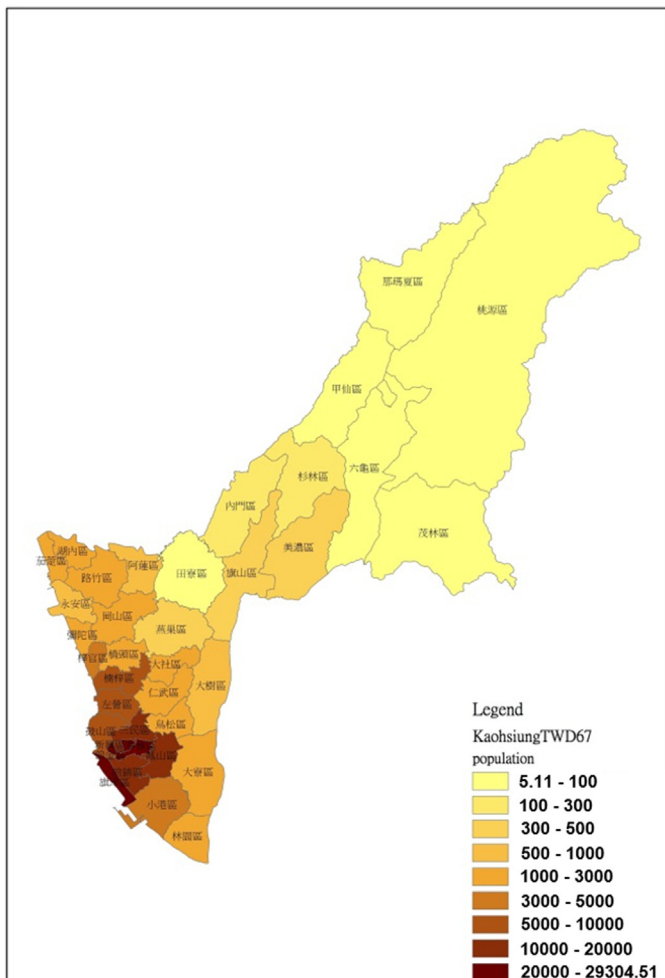 那瑪夏區
桃源區
甲仙區
六龜區
杉林區
內門區
茂林區
美濃區
旗山區
田寮區
湖內區
茄萣區
阿蓮區
路竹區
永安區
岡山區
燕巢區
彌陀區
梓官區
橋頭區
大社區
楠梓區
大樹區
仁武區
左營區
鳥松區
鼓山區
三民區
鳳山區
大寮區
小港區
林園區
Legend
KaohsiungTWD67
population
5.11 - 100
100 - 300
300 - 500
500 - 1000
1000 - 3000
3000 - 5000
5000 - 10000
10000 - 20000
20000 - 29304.51